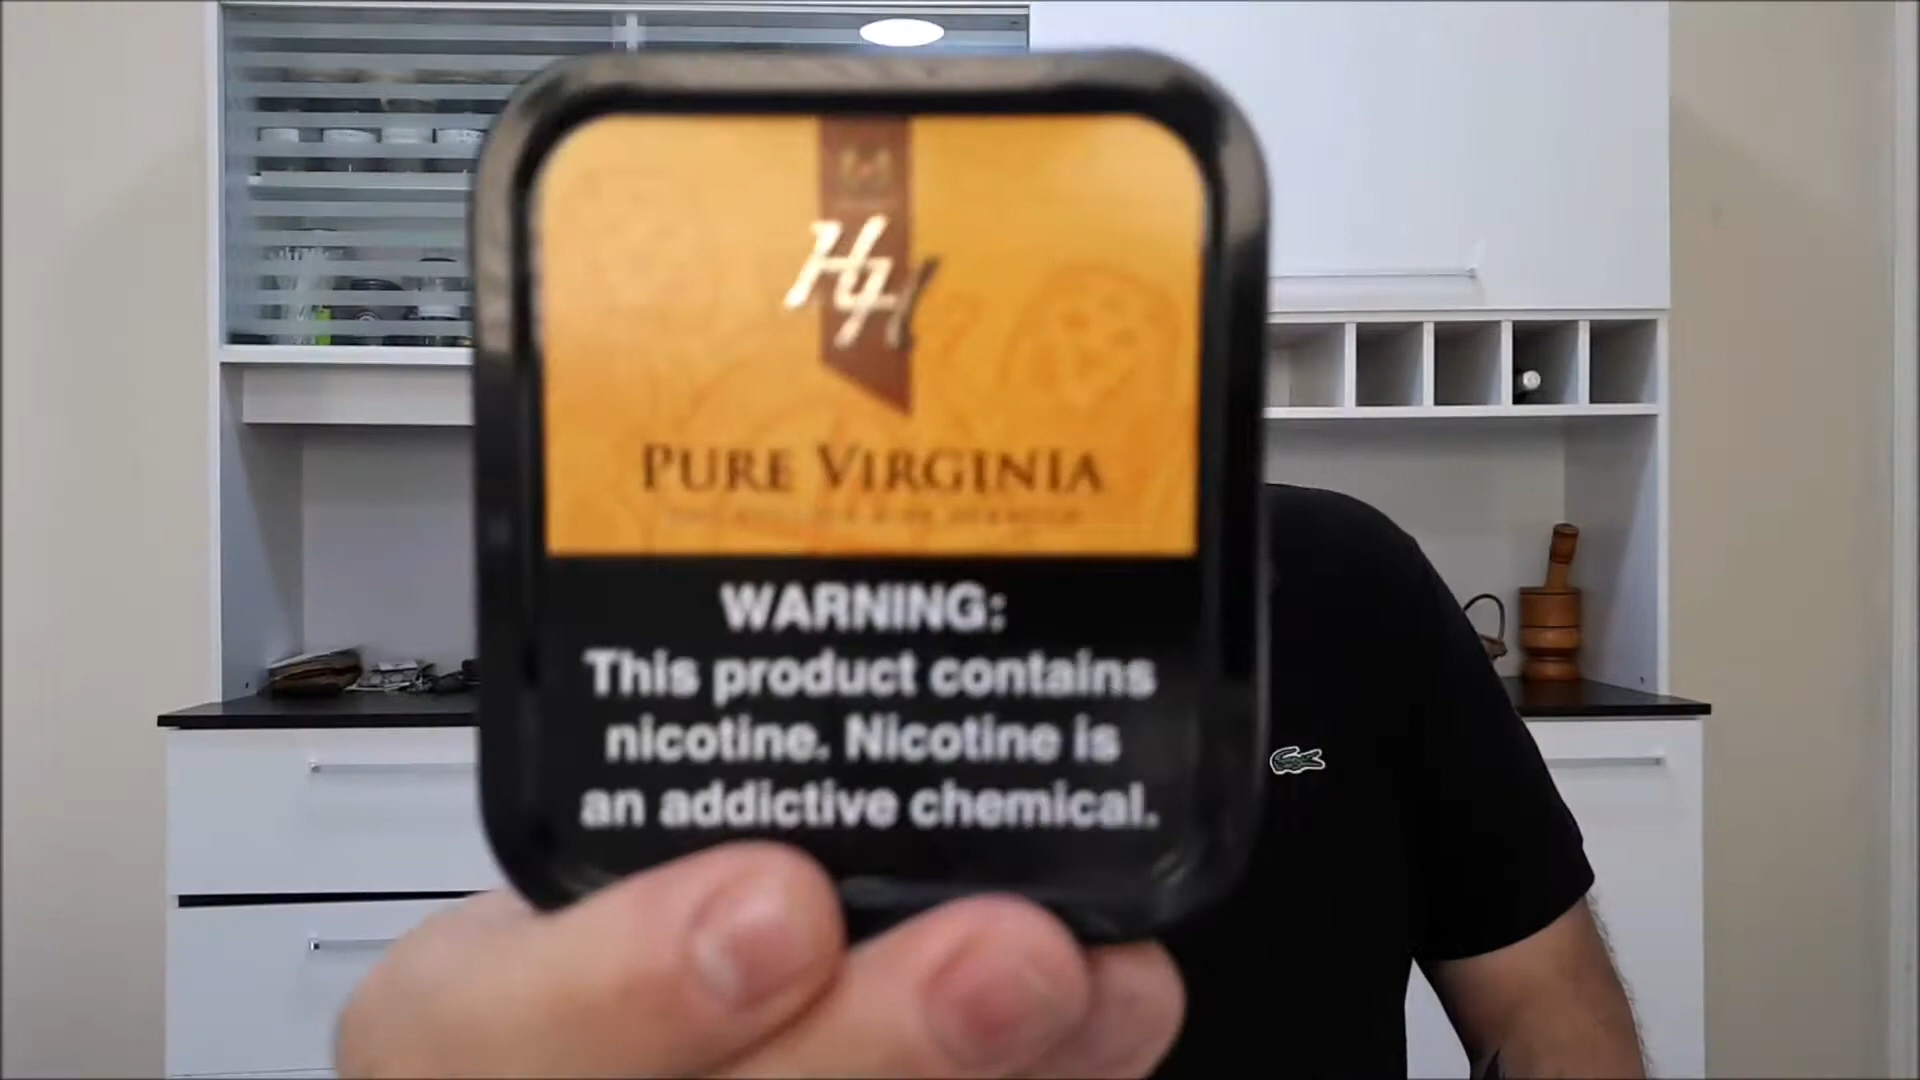 HH
PURE VIRGINIA
WARNING:
This product contains
nicotine. Nicotine is
an addictive chemical.